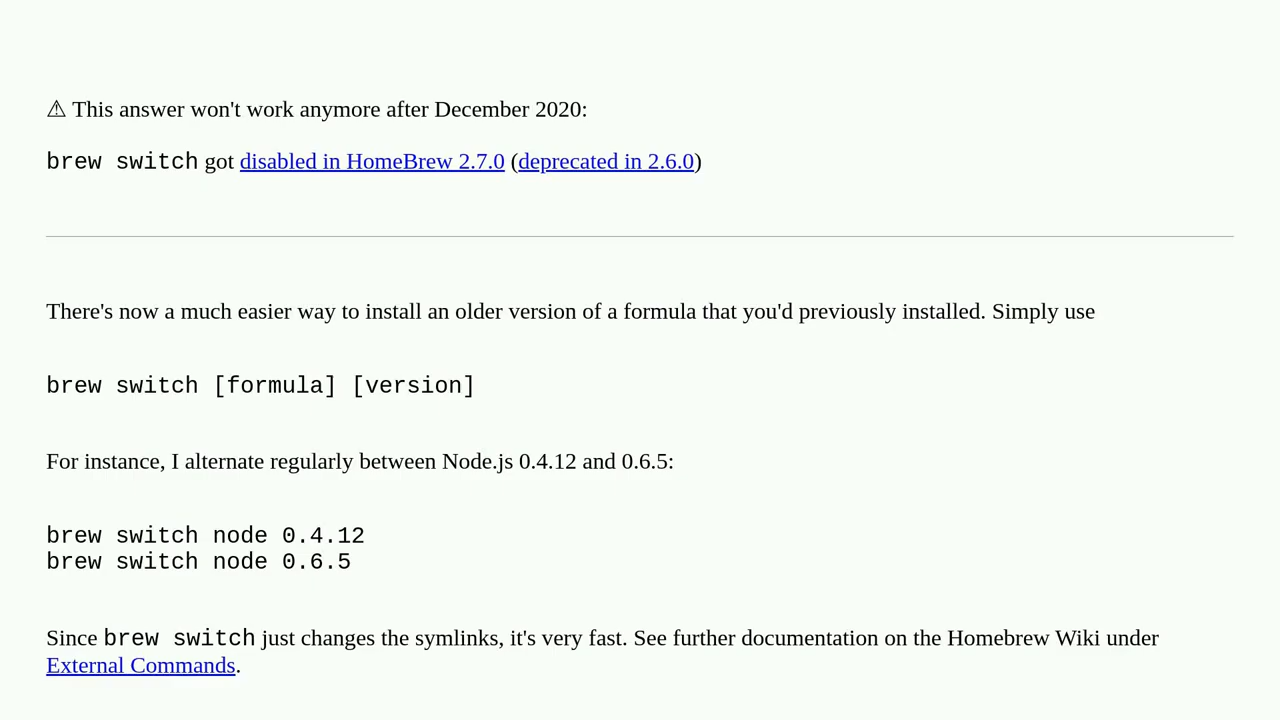 ⚠ This answer won't work anymore after December 2020:
brew switch got disabled in HomeBrew 2.7.0 (deprecated in 2.6.0)
There's now a much easier way to install an older version of a formula that you'd previously installed. Simply use
brew switch [formula] [version]
For instance, I alternate regularly between Node.js 0.4.12 and 0.6.5:
brew switch node 0.4.12
brew switch node 0.6.5
Since brew switch just changes the symlinks, it's very fast. See further documentation on the Homebrew Wiki under
External Commands.